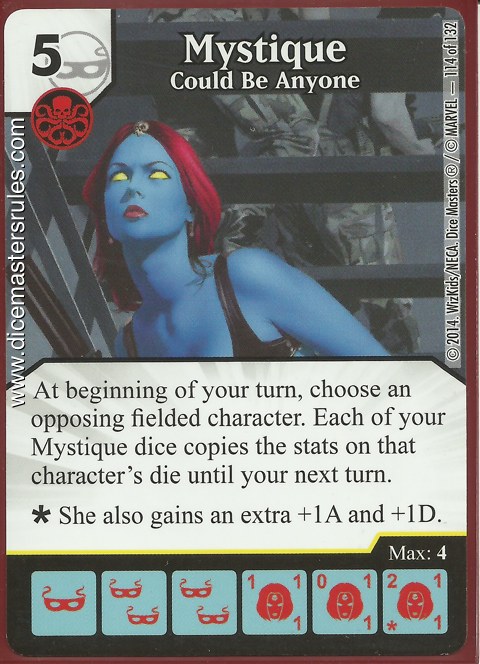 5
Mystique
Could Be Anyone
www.dicemastersrules.com
© 2014. WizKids/NECA. Dice Masters ® / © MARVEL — 114 of 132
At beginning of your turn, choose an
opposing fielded character. Each of your
Mystique dice copies the stats on that
character's die until your next turn.
* She also gains an extra +1A and +1D.
Max: 4
1 1 1
0 1 1
2 1 * 1